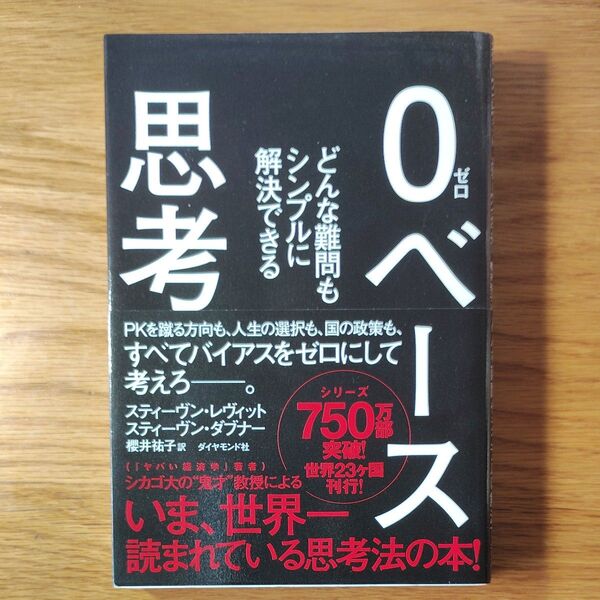 0ベース
ゼロ
思考
どんな難問も
シンプルに
解決できる
PKを蹴る方向も、人生の選択も、国の政策も、
すべてバイアスをゼロにして
考えろ——。
スティーヴン・レヴィット
スティーヴン・ダブナー
櫻井祐子 訳 ダイヤモンド社
シリーズ
750万部
突破!
世界23ヶ国
刊行!
(『ヤバい経済学』著者)
シカゴ大の“鬼才”教授による
いま、世界一
読まれている思考法の本!